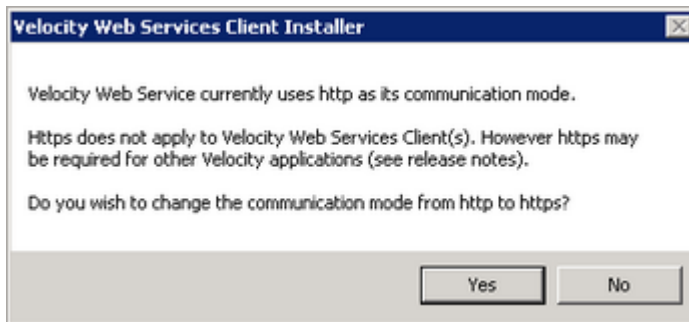 Velocity Web Services Client Installer
Velocity Web Service currently uses http as its communication mode.
Https does not apply to Velocity Web Services Client(s). However https may
be required for other Velocity applications (see release notes).
Do you wish to change the communication mode from http to https?
Yes No